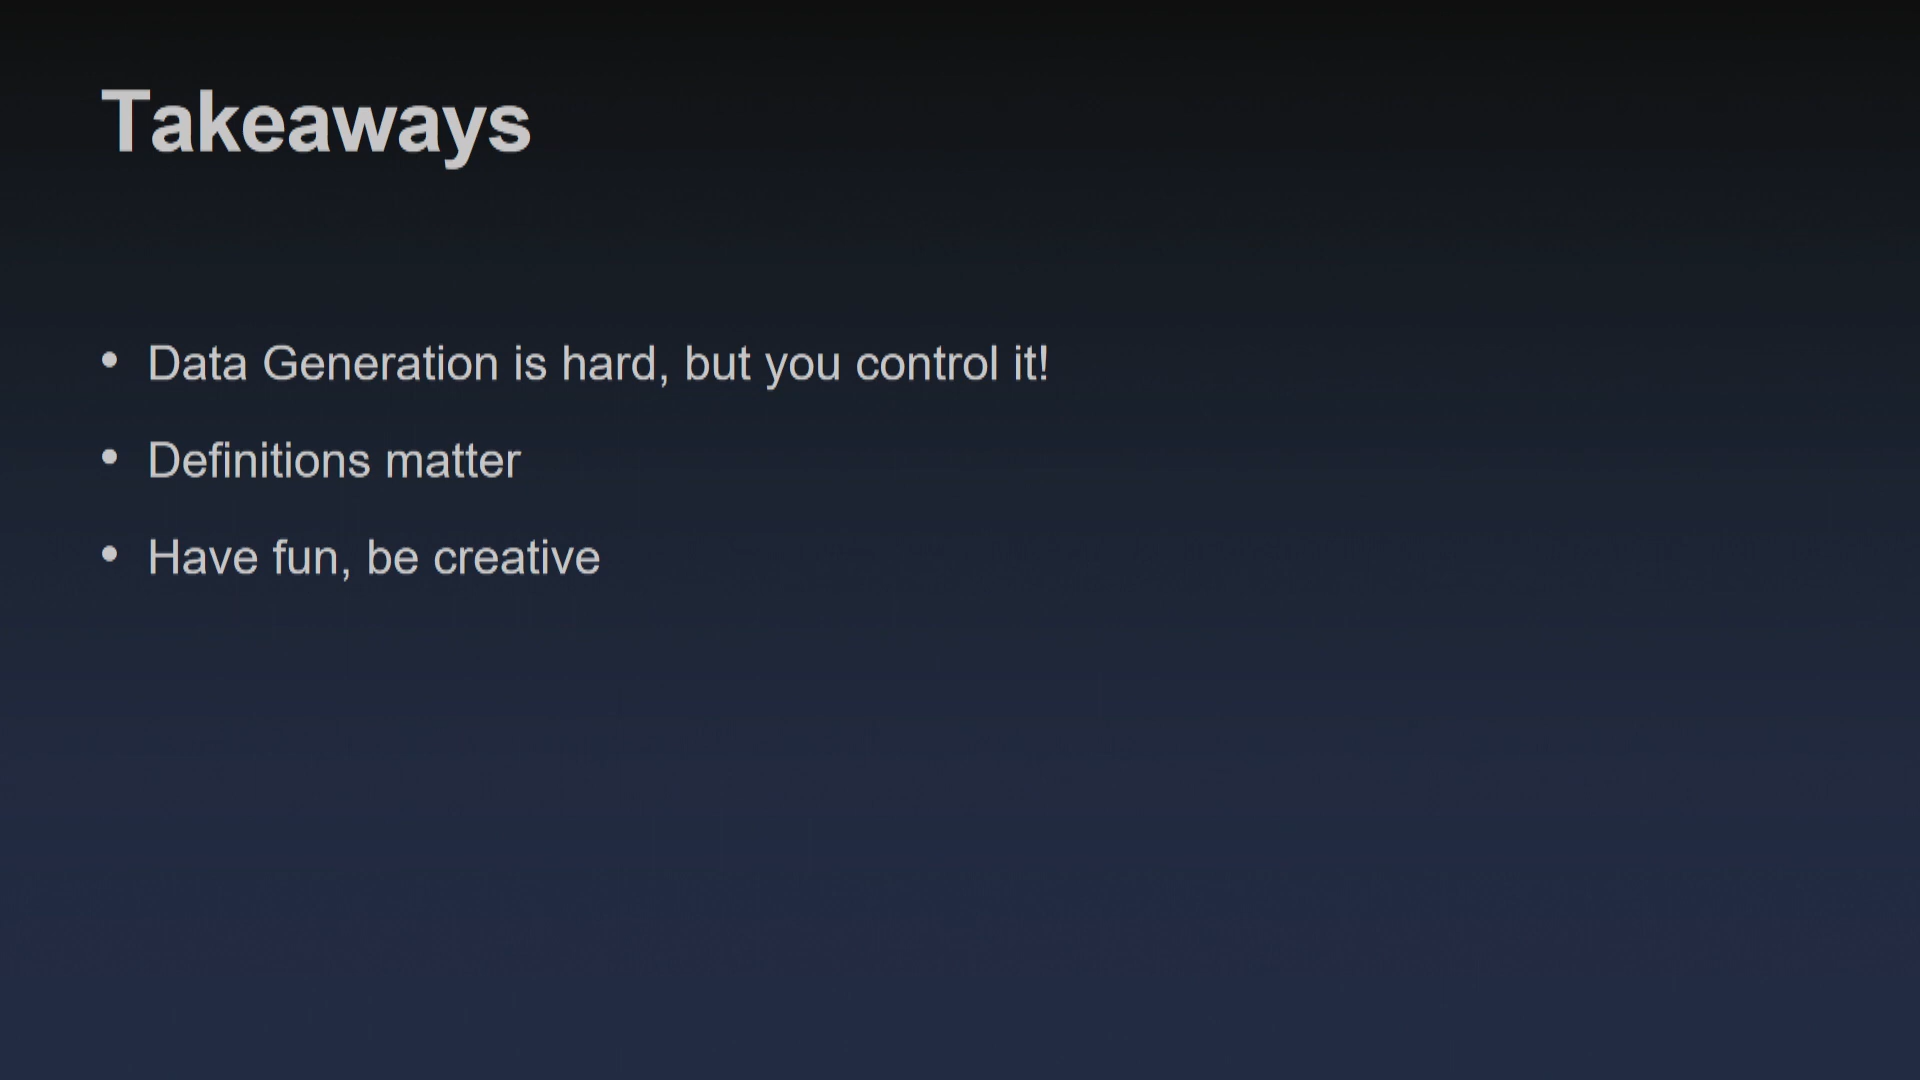 Takeaways
• Data Generation is hard, but you control it!
• Definitions matter
• Have fun, be creative